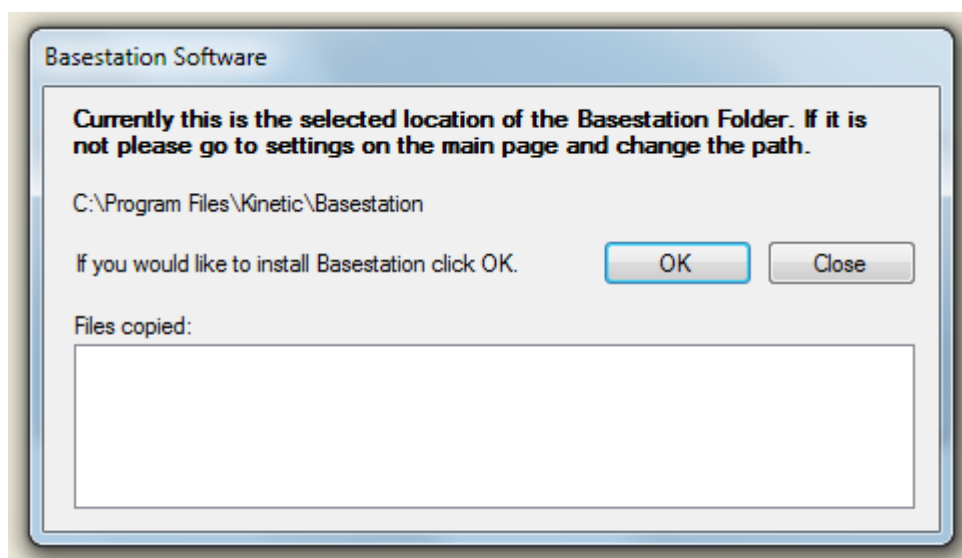 Basestation Software
Currently this is the selected location of the Basestation Folder. If it is
not please go to settings on the main page and change the path.
C:\Program Files\Kinetic\Basestation
If you would like to install Basestation click OK.
OK
Close
Files copied: